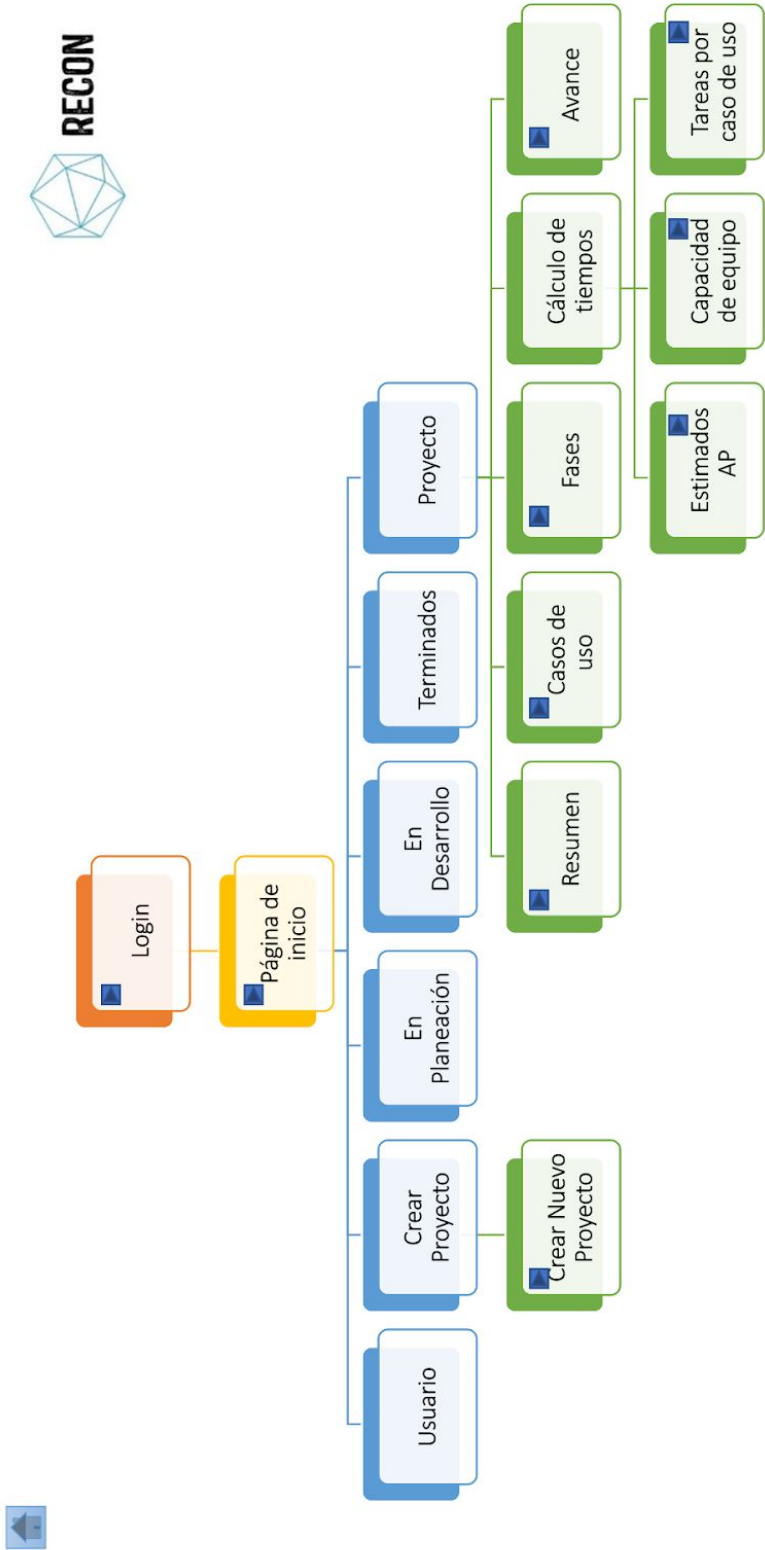 RECON
Login
Página de
inicio
Usuario
Crear
Proyecto
En
Planeación
En
Desarrollo
Terminados
Proyecto
Crear Nuevo
Proyecto
Resumen
Casos de
uso
Fases
Cálculo de
tiempos
Avance
Estimados
AP
Capacidad
de equipo
Tareas por
caso de uso